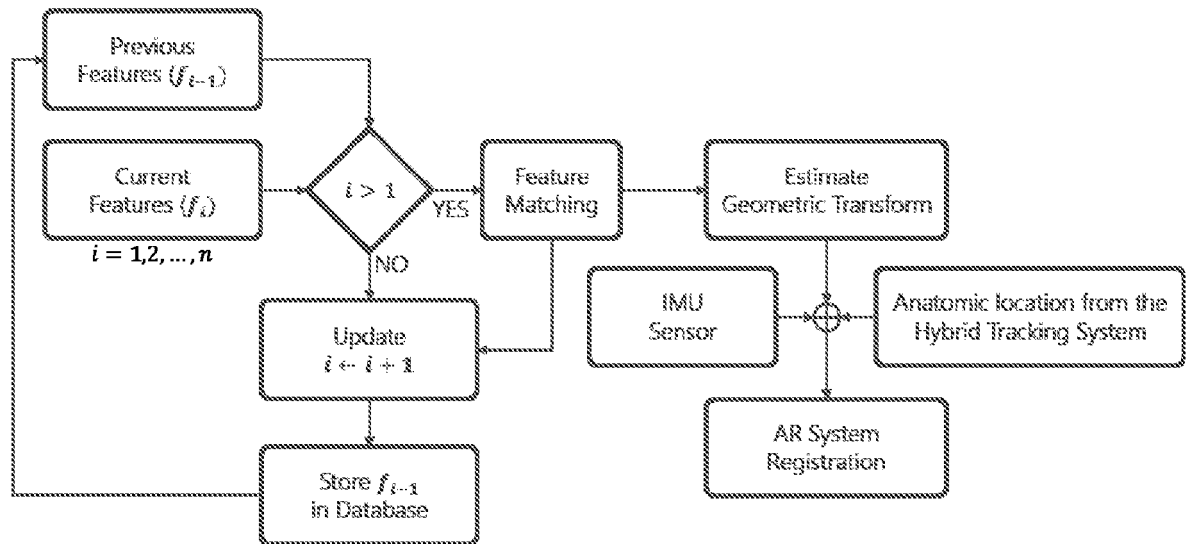 Previous
Features (f_{i-1})
Current
Features (f_i)
i = 1,2, ..., n
i > 1
YES
NO
Feature
Matching
Estimate
Geometric Transform
Update
i ← i + 1
IMU
Sensor
Anatomic location from the
Hybrid Tracking System
Store f_{i-1}
in Database
AR System
Registration